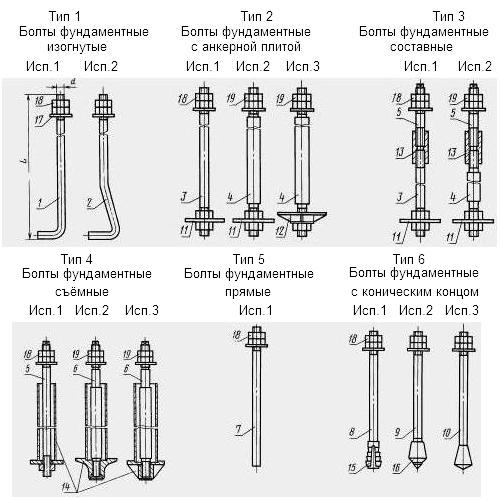 Тип 1
Болты фундаментные
изогнутые
Исп.1 Исп.2
Тип 2
Болты фундаментные
с анкерной плитой
Исп.1 Исп.2 Исп.3
Тип 3
Болты фундаментные
составные
Исп.1 Исп.2
d
18
17
L
1
2
18
19
19
3
4
4
11
11
12
18
19
5
5
13
13
3
4
11
11
Тип 4
Болты фундаментные
съёмные
Исп.1 Исп.2 Исп.3
Тип 5
Болты фундаментные
прямые
Исп.1
Тип 6
Болты фундаментные
с коническим концом
Исп.1 Исп.2 Исп.3
18
19
19
5
6
6
14
18
7
18
8
9
10
15
16